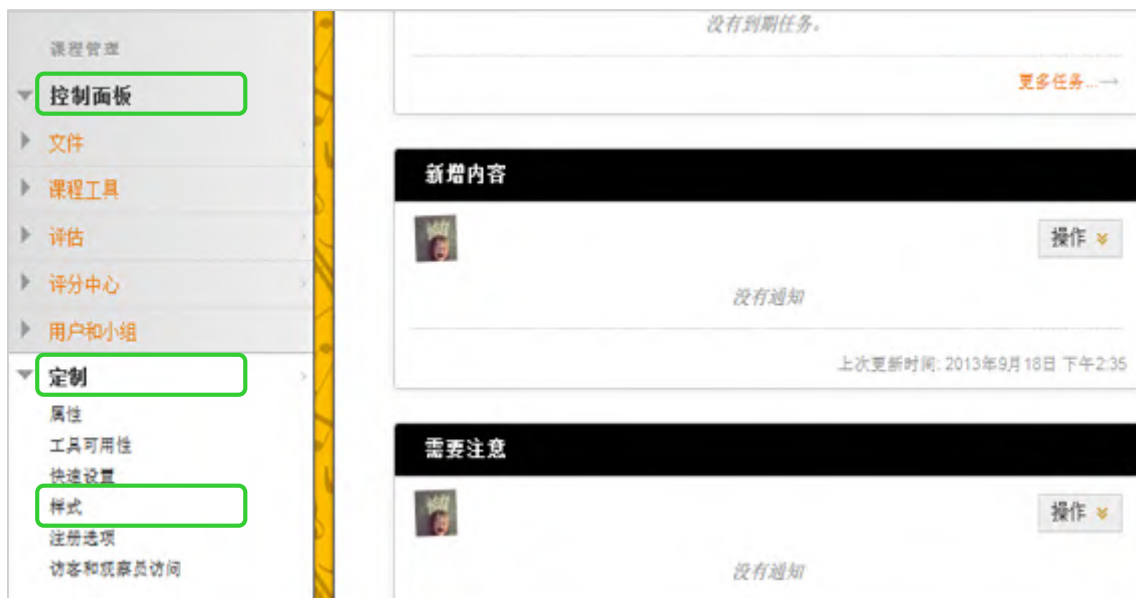 课程管理
控制面板
文件
课程工具
评估
评分中心
用户和小组
定制
属性
工具可用性
快速设置
样式
注册选项
访客和观察员访问
没有到期任务。
更多任务...→
新增内容
操作
没有通知
上次更新时间: 2013年9月18日 下午2:35
需要注意
操作
没有通知